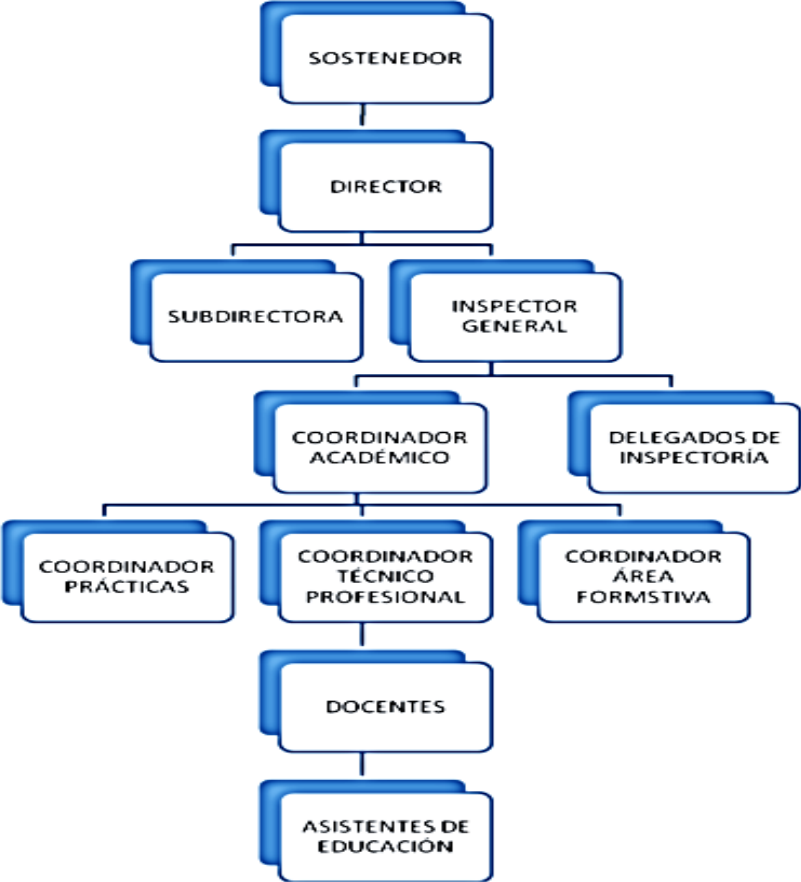 SOSTENEDOR
DIRECTOR
SUBDIRECTORA
INSPECTOR
GENERAL
COORDINADOR
ACADÉMICO
DELEGADOS DE
INSPECTORÍA
COORDINADOR
PRÁCTICAS
COORDINADOR
TÉCNICO
PROFESIONAL
CORDINADOR
ÁREA
FORMSTIVA
DOCENTES
ASISTENTES DE
EDUCACIÓN